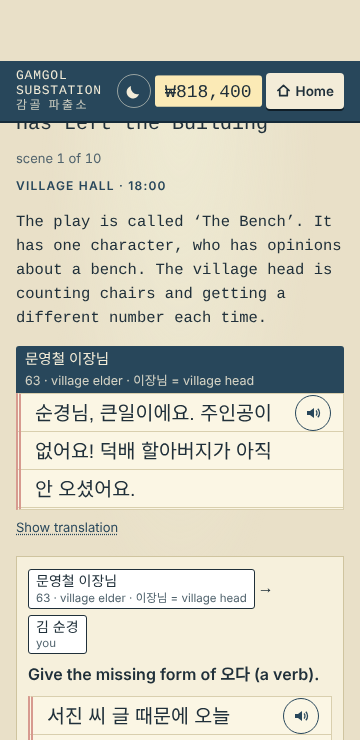 GAMGOL
SUBSTATION
감골 파출소
₩818,400
Home
has Left the Building
scene 1 of 10
VILLAGE HALL · 18:00
The play is called ‘The Bench’. It
has one character, who has opinions
about a bench. The village head is
counting chairs and getting a
different number each time.
문영철 이장님
63 · village elder · 이장님 = village head
순경님, 큰일이에요. 주인공이
없어요! 덕배 할아버지가 아직
안 오셨어요.
Show translation
문영철 이장님
63 · village elder · 이장님 = village head
→
김 순경
you
Give the missing form of 오다 (a verb).
서진 씨 글 때문에 오늘